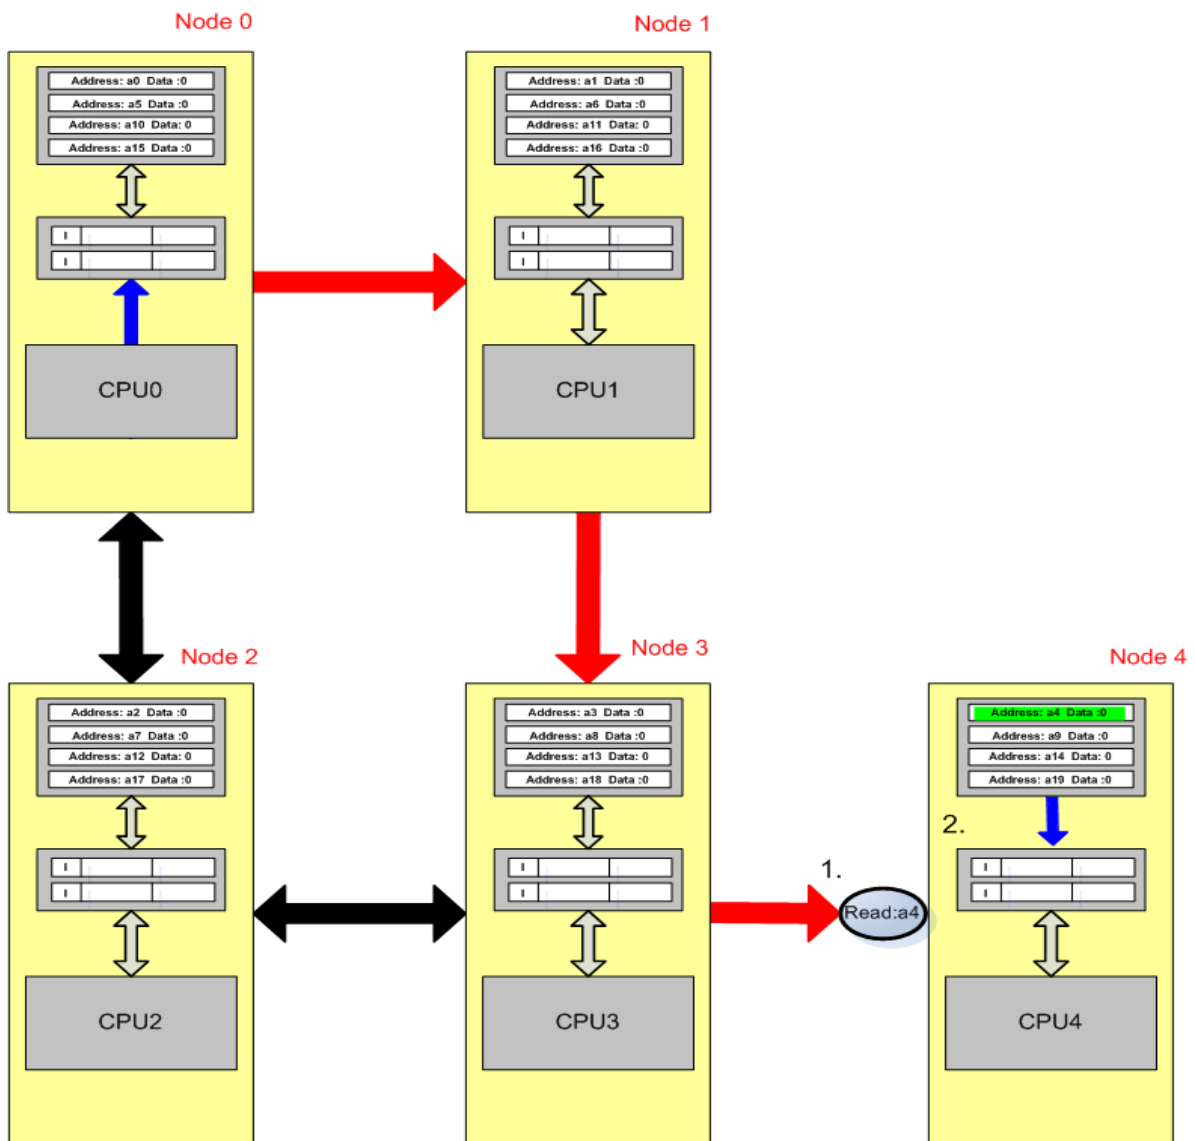 Node 0
Address: a0 Data :0
Address: a5 Data :0
Address: a10 Data: 0
Address: a15 Data :0
I
I
CPU0
Node 1
Address: a1 Data :0
Address: a6 Data :0
Address: a11 Data: 0
Address: a16 Data :0
I
I
CPU1
Node 2
Address: a2 Data :0
Address: a7 Data :0
Address: a12 Data: 0
Address: a17 Data :0
I
I
CPU2
Node 3
Address: a3 Data :0
Address: a8 Data :0
Address: a13 Data: 0
Address: a18 Data :0
I
I
CPU3
1.
Read:a4
Node 4
Address: a4 Data :0
Address: a9 Data :0
Address: a14 Data: 0
Address: a19 Data :0
2.
I
I
CPU4